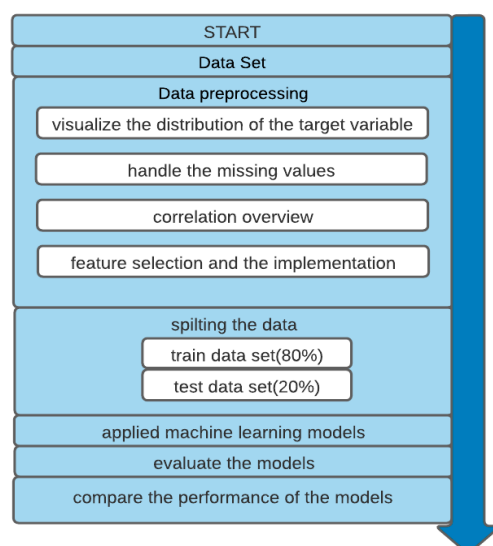 START
Data Set
Data preprocessing
visualize the distribution of the target variable
handle the missing values
correlation overview
feature selection and the implementation
spilting the data
train data set(80%)
test data set(20%)
applied machine learning models
evaluate the models
compare the performance of the models